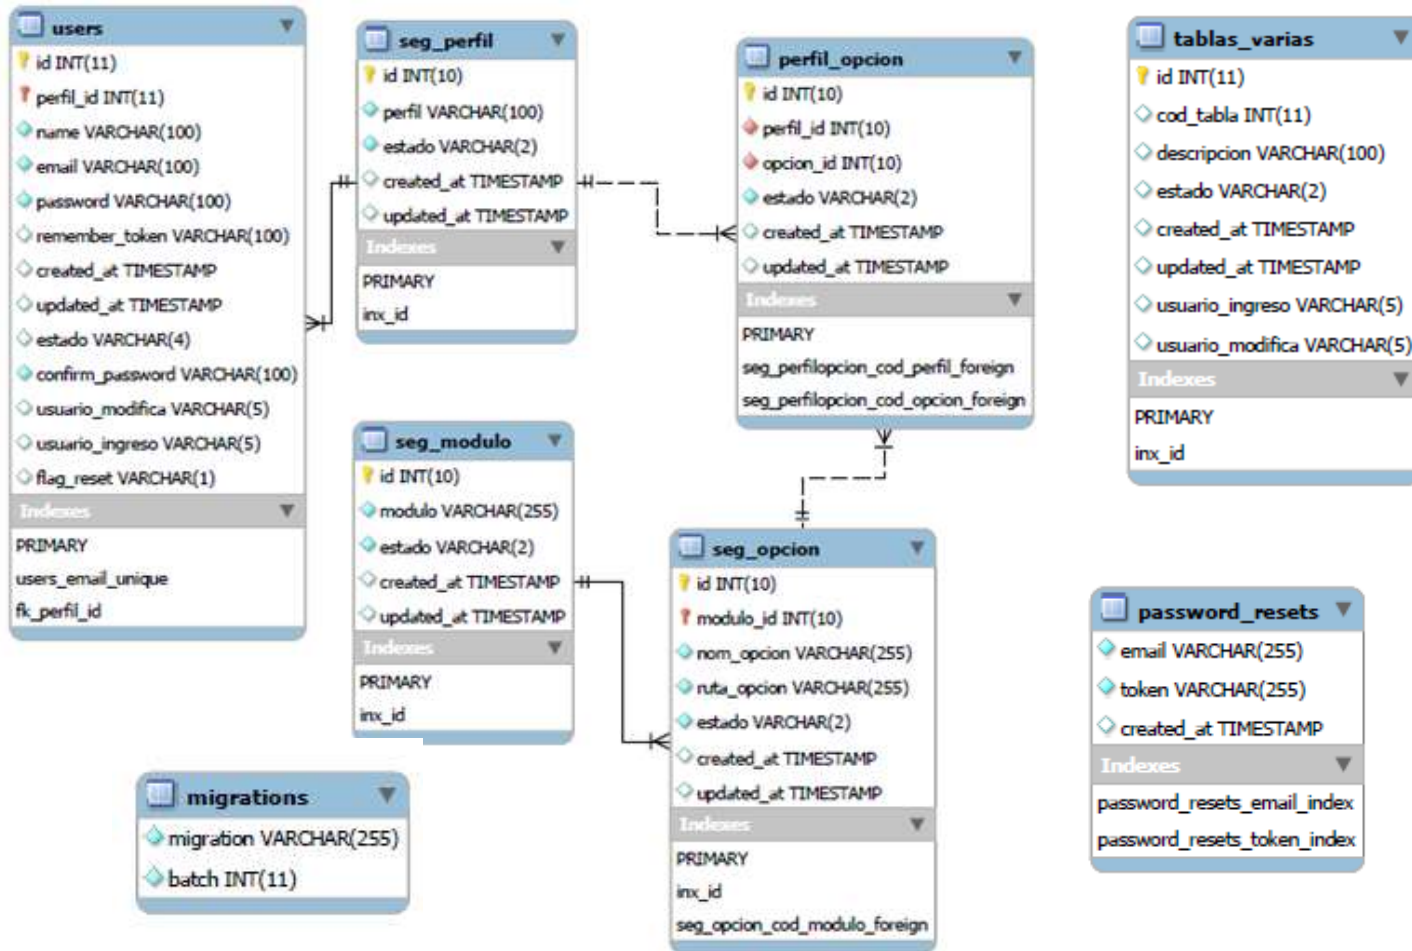 users
id INT(11)
perfil_id INT(11)
name VARCHAR(100)
email VARCHAR(100)
password VARCHAR(100)
remember_token VARCHAR(100)
created_at TIMESTAMP
updated_at TIMESTAMP
estado VARCHAR(4)
confirm_password VARCHAR(100)
usuario_modifica VARCHAR(5)
usuario_ingreso VARCHAR(5)
flag_reset VARCHAR(1)
Indexes
PRIMARY
users_email_unique
fk_perfil_id
seg_perfil
id INT(10)
perfil VARCHAR(100)
estado VARCHAR(2)
created_at TIMESTAMP
updated_at TIMESTAMP
Indexes
PRIMARY
inx_id
perfil_opcion
id INT(10)
perfil_id INT(10)
opcion_id INT(10)
estado VARCHAR(2)
created_at TIMESTAMP
updated_at TIMESTAMP
Indexes
PRIMARY
seg_perfilopcion_cod_perfil_foreign
seg_perfilopcion_cod_opcion_foreign
tablas_varias
id INT(11)
cod_tabla INT(11)
descripcion VARCHAR(100)
estado VARCHAR(2)
created_at TIMESTAMP
updated_at TIMESTAMP
usuario_ingreso VARCHAR(5)
usuario_modifica VARCHAR(5)
Indexes
PRIMARY
inx_id
seg_modulo
id INT(10)
modulo VARCHAR(255)
estado VARCHAR(2)
created_at TIMESTAMP
updated_at TIMESTAMP
Indexes
PRIMARY
inx_id
seg_opcion
id INT(10)
modulo_id INT(10)
nom_opcion VARCHAR(255)
ruta_opcion VARCHAR(255)
estado VARCHAR(2)
created_at TIMESTAMP
updated_at TIMESTAMP
Indexes
PRIMARY
inx_id
seg_opcion_cod_modulo_foreign
password_resets
email VARCHAR(255)
token VARCHAR(255)
created_at TIMESTAMP
Indexes
password_resets_email_index
password_resets_token_index
migrations
migration VARCHAR(255)
batch INT(11)